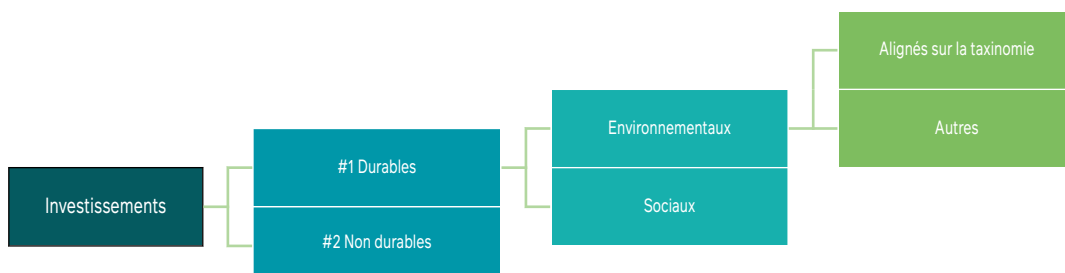 Investissements
#1 Durables
#2 Non durables
Environnementaux
Sociaux
Alignés sur la taxinomie
Autres